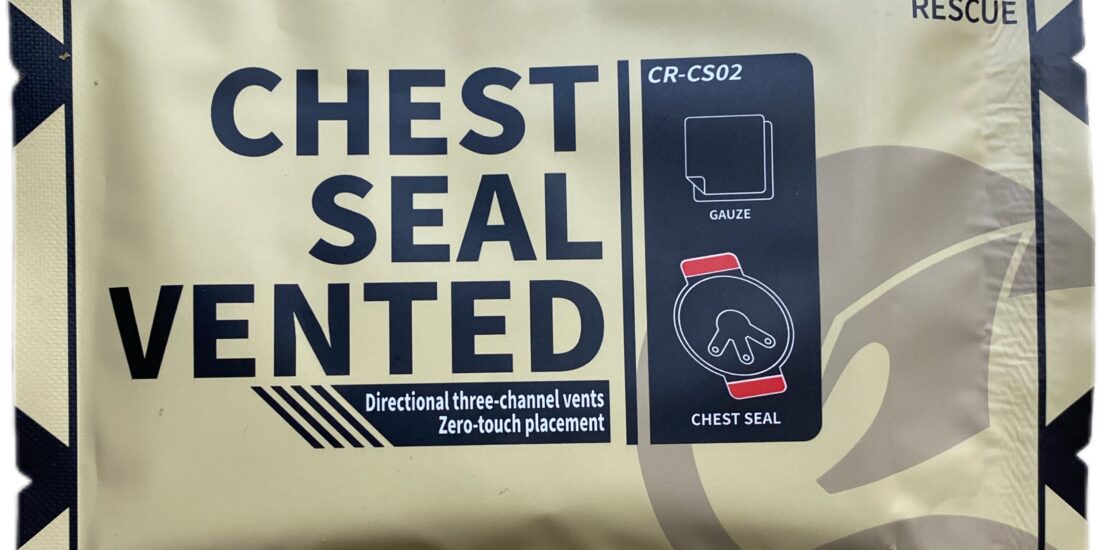 RESCUE
CHEST
SEAL
VENTED
Directional three-channel vents
Zero-touch placement
CR-CS02
GAUZE
CHEST SEAL